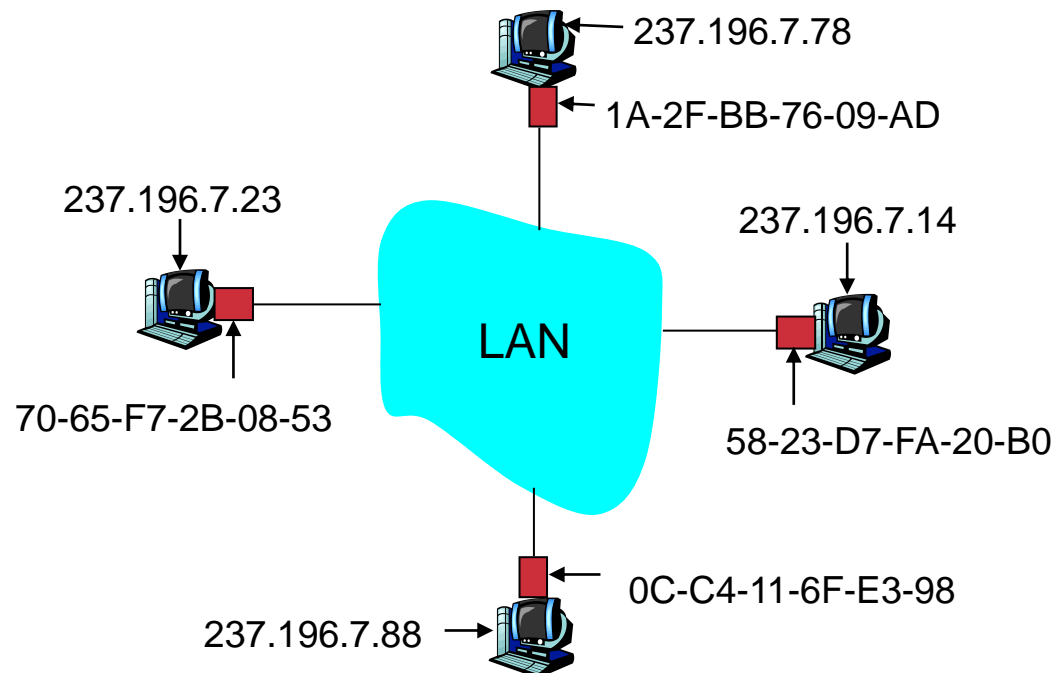 237.196.7.78
1A-2F-BB-76-09-AD
237.196.7.23
237.196.7.14
LAN
70-65-F7-2B-08-53
58-23-D7-FA-20-B0
0C-C4-11-6F-E3-98
237.196.7.88